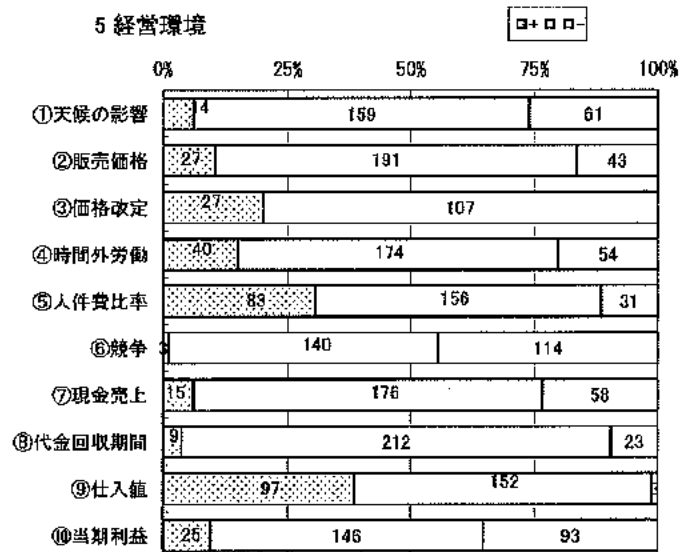 5 経営環境
+ −
0% 25% 50% 75% 100%
①天候の影響 14 159 61
②販売価格 27 191 43
③価格改定 27 107
④時間外労働 40 174 54
⑤人件費比率 83 156 31
⑥競争 3 140 114
⑦現金売上 15 176 58
⑧代金回収期間 9 212 23
⑨仕入値 97 152
⑩当期利益 25 146 93